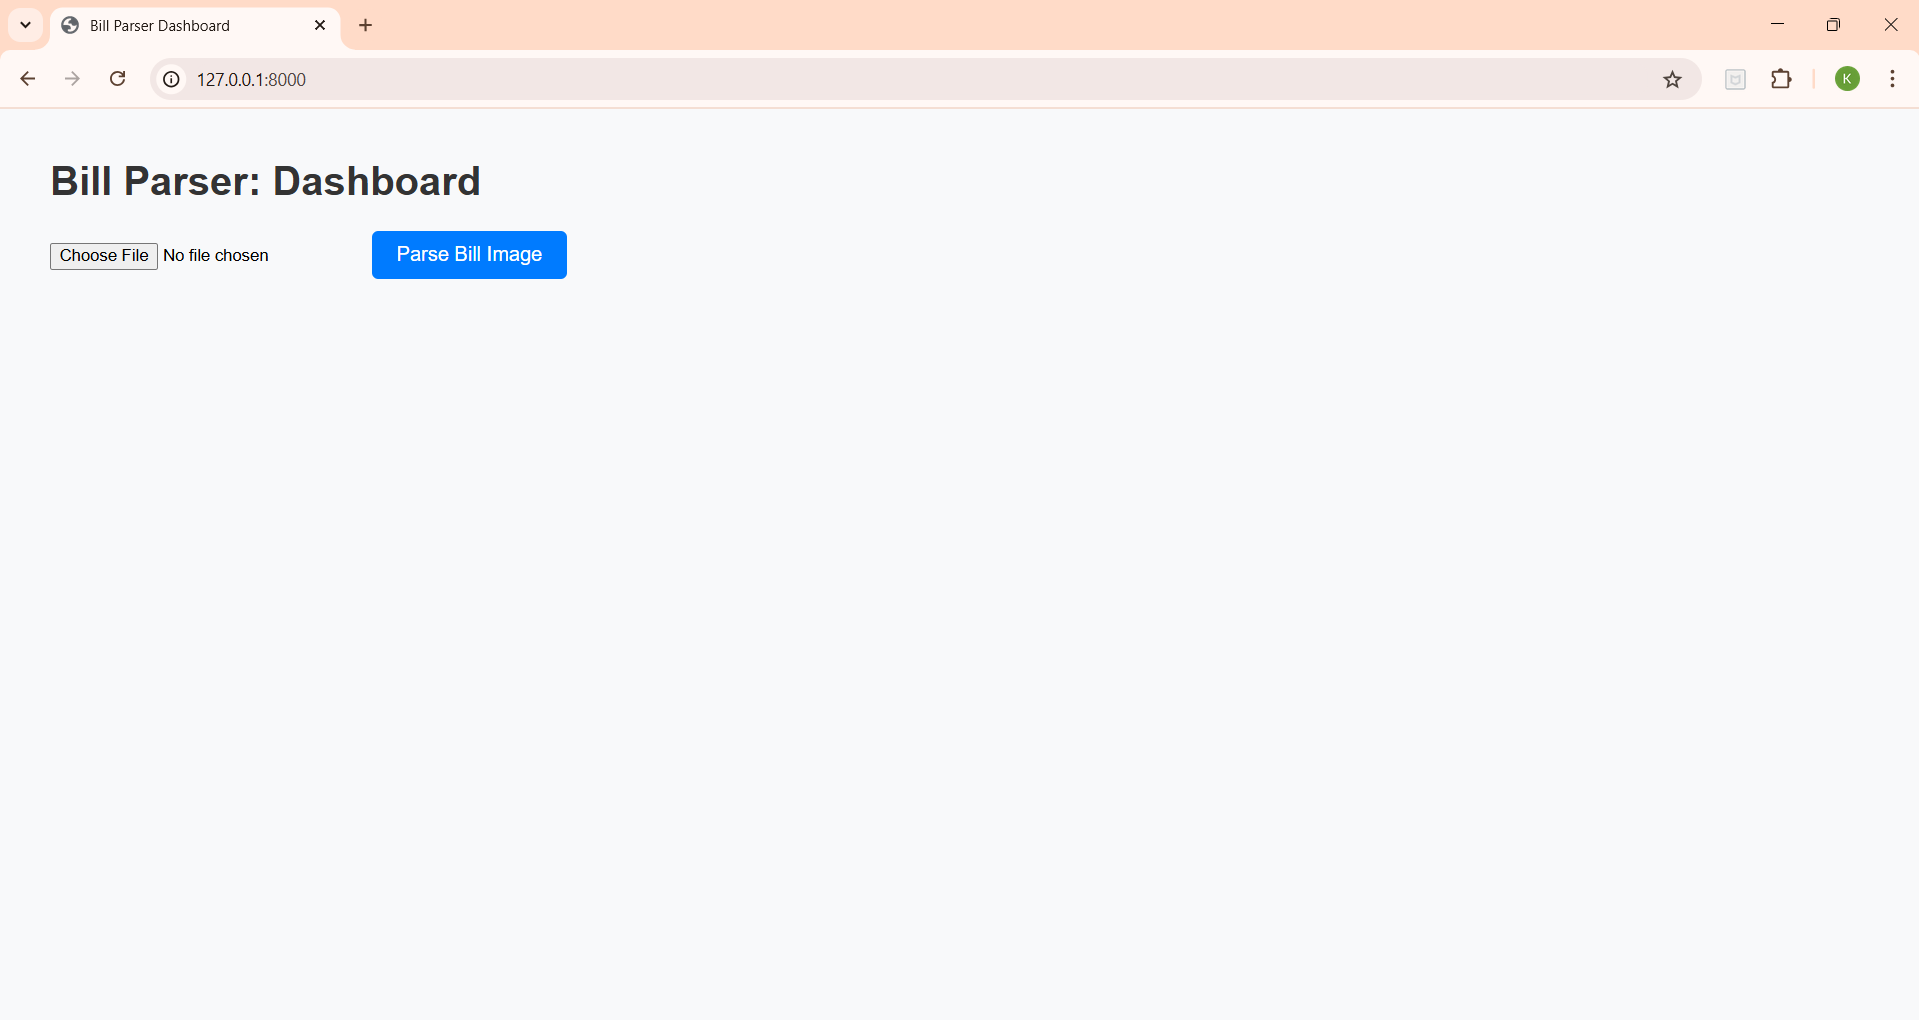 Bill Parser Dashboard
127.0.0.1:8000
K
Bill Parser: Dashboard
Choose File No file chosen
Parse Bill Image